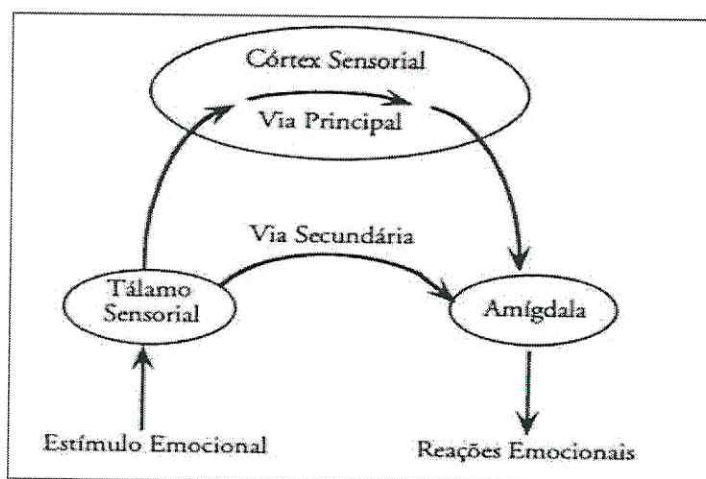 Córtex Sensorial
Via Principal
Via Secundária
Tálamo
Sensorial
Amígdala
Estímulo Emocional
Reações Emocionais